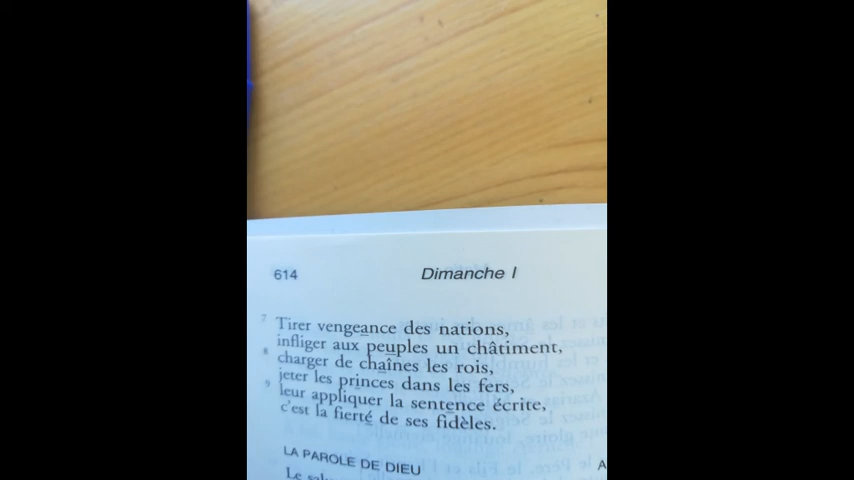 614 Dimanche I
7 Tirer vengeance des nations,
infliger aux peuples un châtiment,
8 charger de chaînes les rois,
jeter les princes dans les fers,
9 leur appliquer la sentence écrite,
c'est la fierté de ses fidèles.
LA PAROLE DE DIEU A
Le